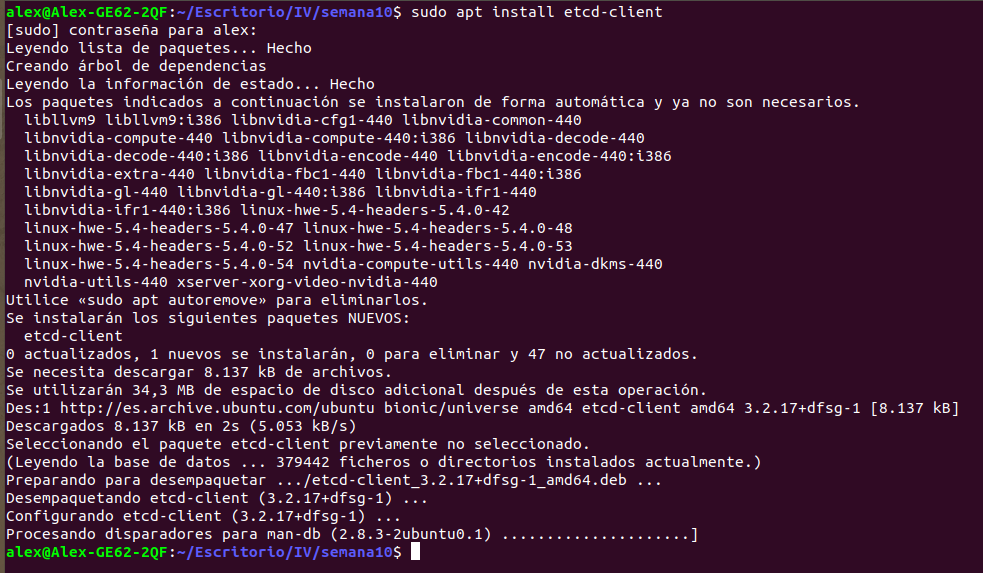 alex@Alex-GE62-2QF:~/Escritorio/IV/semana10$ sudo apt install etcd-client
[sudo] contraseña para alex:
Leyendo lista de paquetes... Hecho
Creando árbol de dependencias
Leyendo la información de estado... Hecho
Los paquetes indicados a continuación se instalaron de forma automática y ya no son necesarios.
  libllvm9 libllvm9:i386 libnvidia-cfg1-440 libnvidia-common-440
  libnvidia-compute-440 libnvidia-compute-440:i386 libnvidia-decode-440
  libnvidia-decode-440:i386 libnvidia-encode-440 libnvidia-encode-440:i386
  libnvidia-extra-440 libnvidia-fbc1-440 libnvidia-fbc1-440:i386
  libnvidia-gl-440 libnvidia-gl-440:i386 libnvidia-ifr1-440
  libnvidia-ifr1-440:i386 linux-hwe-5.4-headers-5.4.0-42
  linux-hwe-5.4-headers-5.4.0-47 linux-hwe-5.4-headers-5.4.0-48
  linux-hwe-5.4-headers-5.4.0-52 linux-hwe-5.4-headers-5.4.0-53
  linux-hwe-5.4-headers-5.4.0-54 nvidia-compute-utils-440 nvidia-dkms-440
  nvidia-utils-440 xserver-xorg-video-nvidia-440
Utilice «sudo apt autoremove» para eliminarlos.
Se instalarán los siguientes paquetes NUEVOS:
  etcd-client
0 actualizados, 1 nuevos se instalarán, 0 para eliminar y 47 no actualizados.
Se necesita descargar 8.137 kB de archivos.
Se utilizarán 34,3 MB de espacio de disco adicional después de esta operación.
Des:1 http://es.archive.ubuntu.com/ubuntu bionic/universe amd64 etcd-client amd64 3.2.17+dfsg-1 [8.137 kB]
Descargados 8.137 kB en 2s (5.053 kB/s)
Seleccionando el paquete etcd-client previamente no seleccionado.
(Leyendo la base de datos ... 379442 ficheros o directorios instalados actualmente.)
Preparando para desempaquetar .../etcd-client_3.2.17+dfsg-1_amd64.deb ...
Desempaquetando etcd-client (3.2.17+dfsg-1) ...
Configurando etcd-client (3.2.17+dfsg-1) ...
Procesando disparadores para man-db (2.8.3-2ubuntu0.1) .....................]
alex@Alex-GE62-2QF:~/Escritorio/IV/semana10$